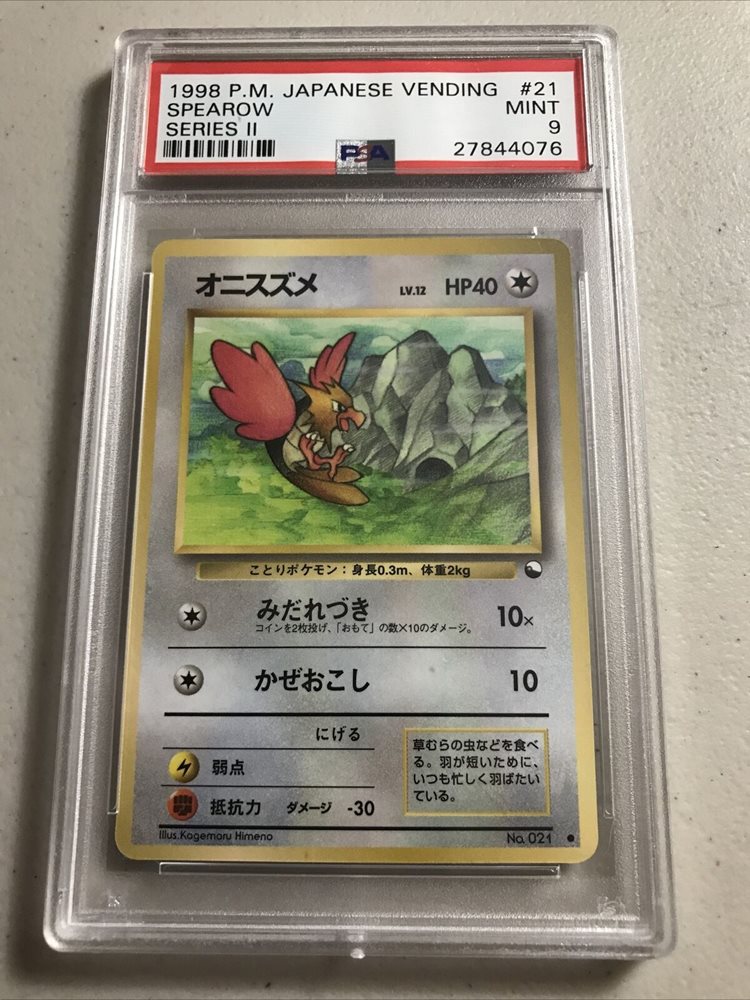 1998 P.M. JAPANESE VENDING #21
SPEAROW MINT
SERIES II 9
PSA 27844076
オニスズメ LV.12 HP40
ことりポケモン：身長0.3m、体重2kg
みだれづき 10×
コインを2枚投げ、「おもて」の数×10のダメージ。
かぜおこし 10
にげる
弱点
抵抗力 ダメージ -30
草むらの虫などを食べ
る。羽が短いために、
いつも忙しく羽ばたい
ている。
Illus.Kagemaru Himeno No. 021